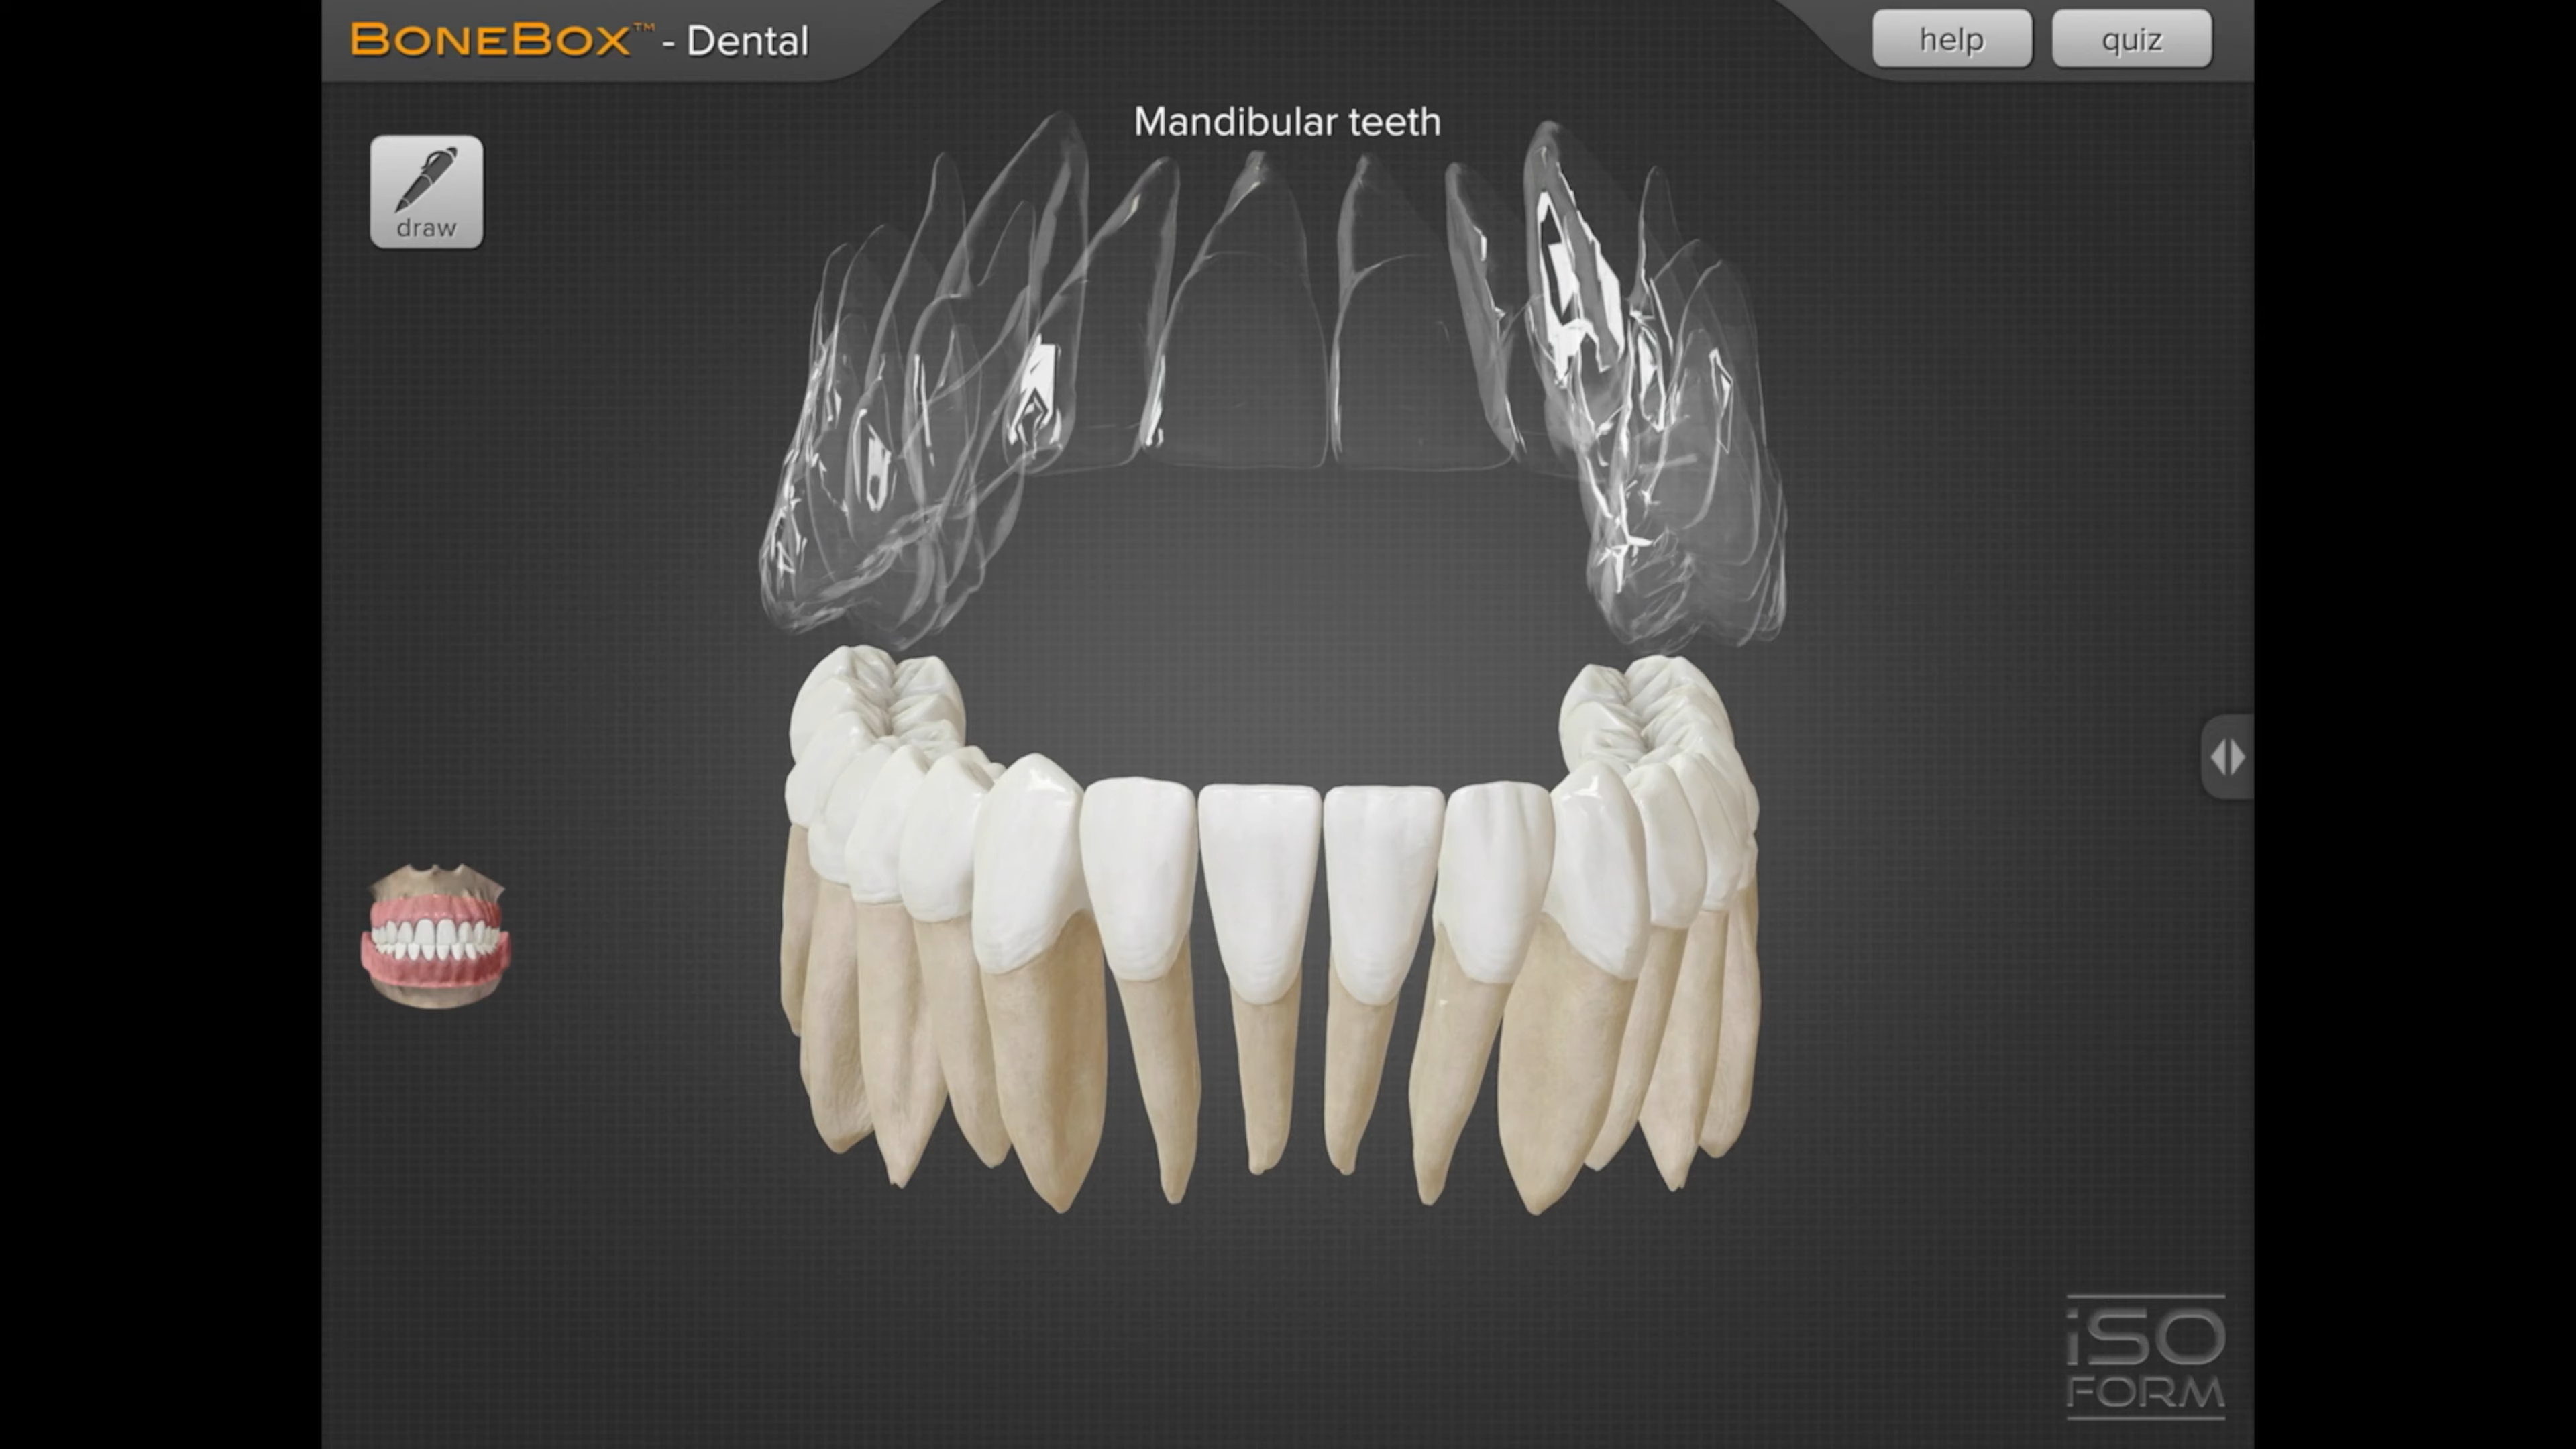 BONEBOX™ - Dental
help
quiz
Mandibular teeth
draw
iSO
FORM